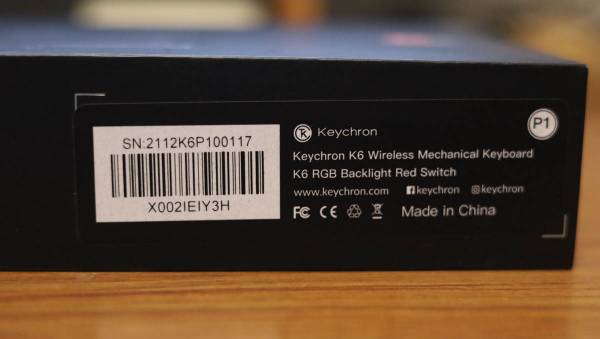 SN:2112K6P100117
X002IEIY3H
Keychron
P1
Keychron K6 Wireless Mechanical Keyboard
K6 RGB Backlight Red Switch
www.keychron.com keychron keychron
FC CE Made in China